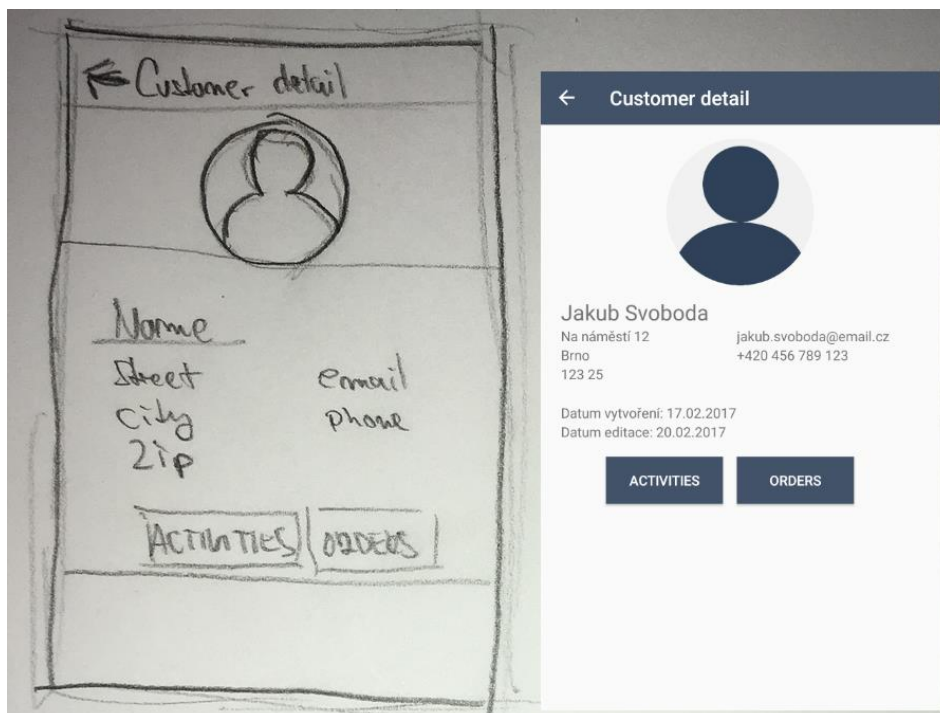 Customer detail
Name
Street
email
City
phone
Zip
ACTIVITIES
ORDERS
Customer detail
Jakub Svoboda
Na náměstí 12
jakub.svoboda@email.cz
Brno
+420 456 789 123
123 25
Datum vytvoření: 17.02.2017
Datum editace: 20.02.2017
ACTIVITIES
ORDERS